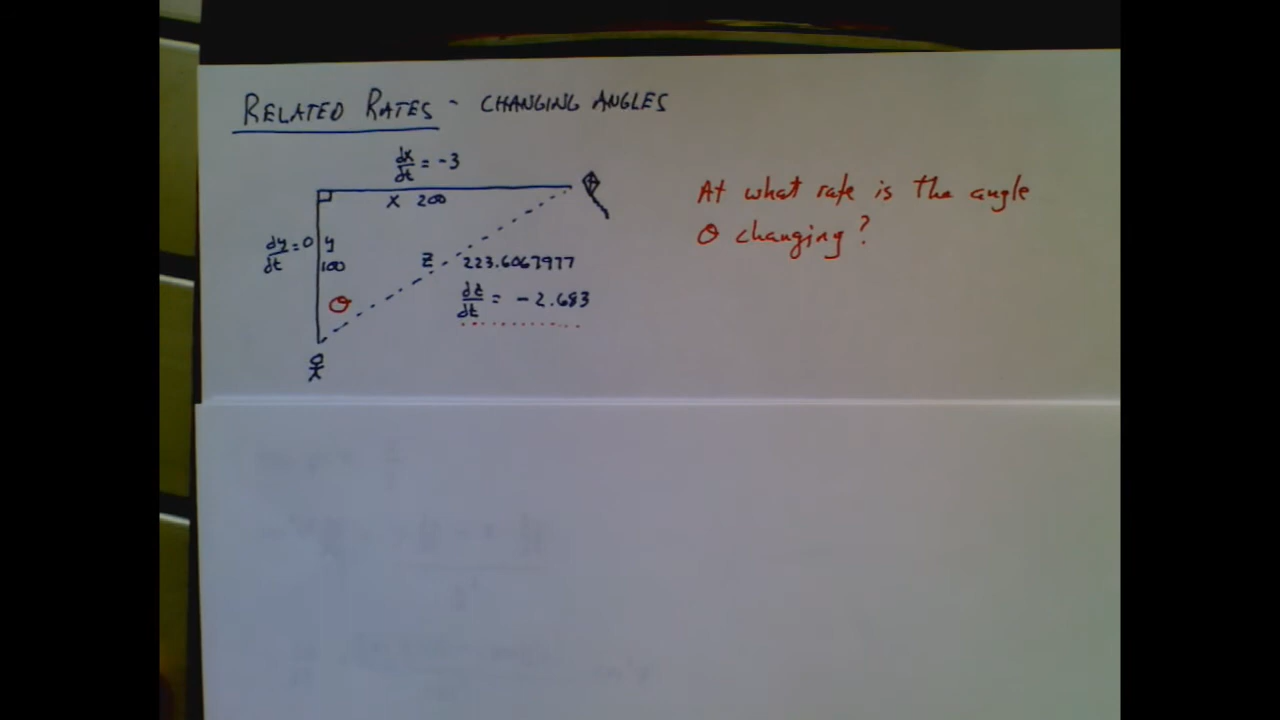 RELATED RATES - CHANGING ANGLES
dx/dt = -3
x 200
At what rate is the angle
θ changing?
dy/dt = 0
y
100
z 223.6067977
dz/dt = -2.683
θ